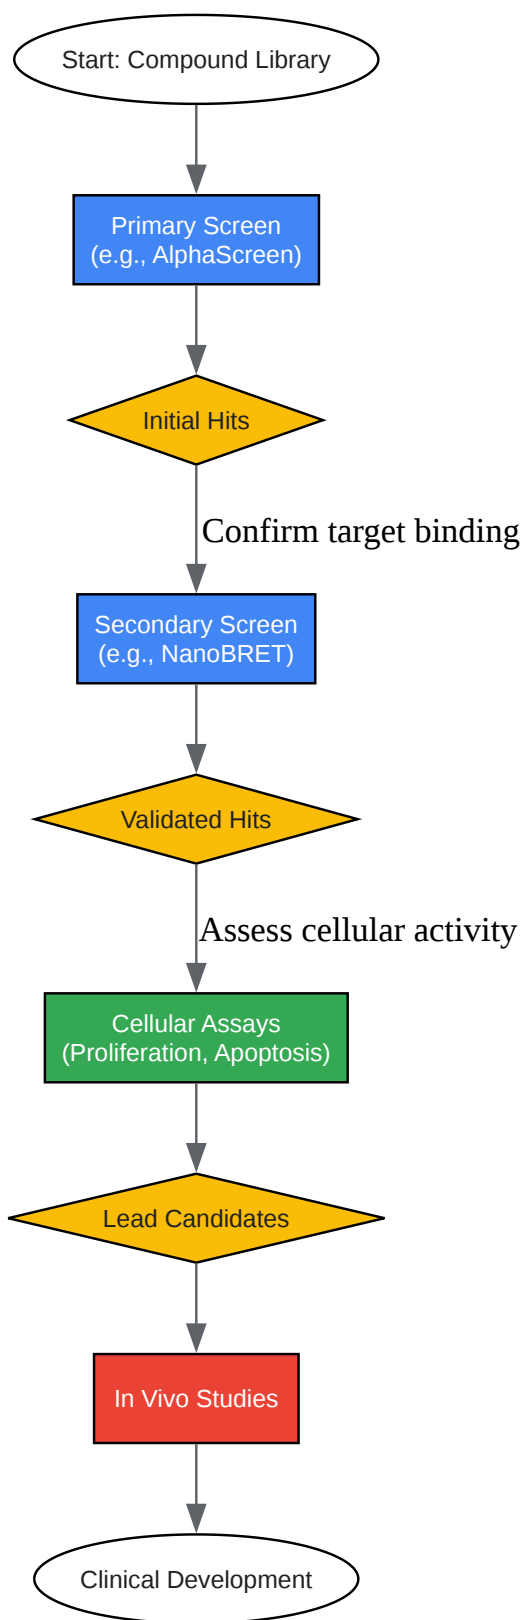 Start: Compound Library
Primary Screen
(e.g., AlphaScreen)
Initial Hits
Confirm target binding
Secondary Screen
(e.g., NanoBRET)
Validated Hits
Assess cellular activity
Cellular Assays
(Proliferation, Apoptosis)
Lead Candidates
In Vivo Studies
Clinical Development